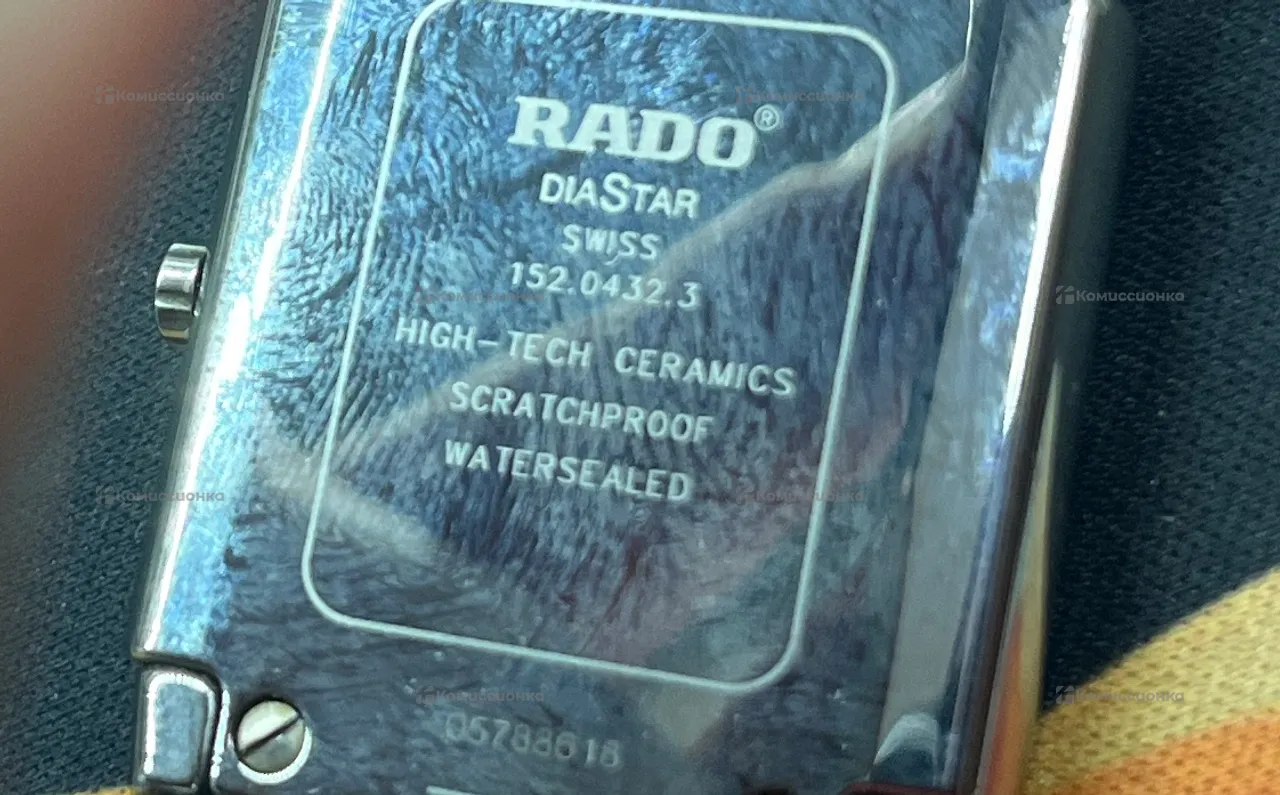 RADO®
DIASTAR
SWISS
152.0432.3
HIGH-TECH CERAMICS
SCRATCHPROOF
WATERSEALED
Комиссионка
Комиссионка
Комиссионка
Комиссионка
Комиссионка
Комиссионка
Комиссионка
Комиссионка
Комиссионка